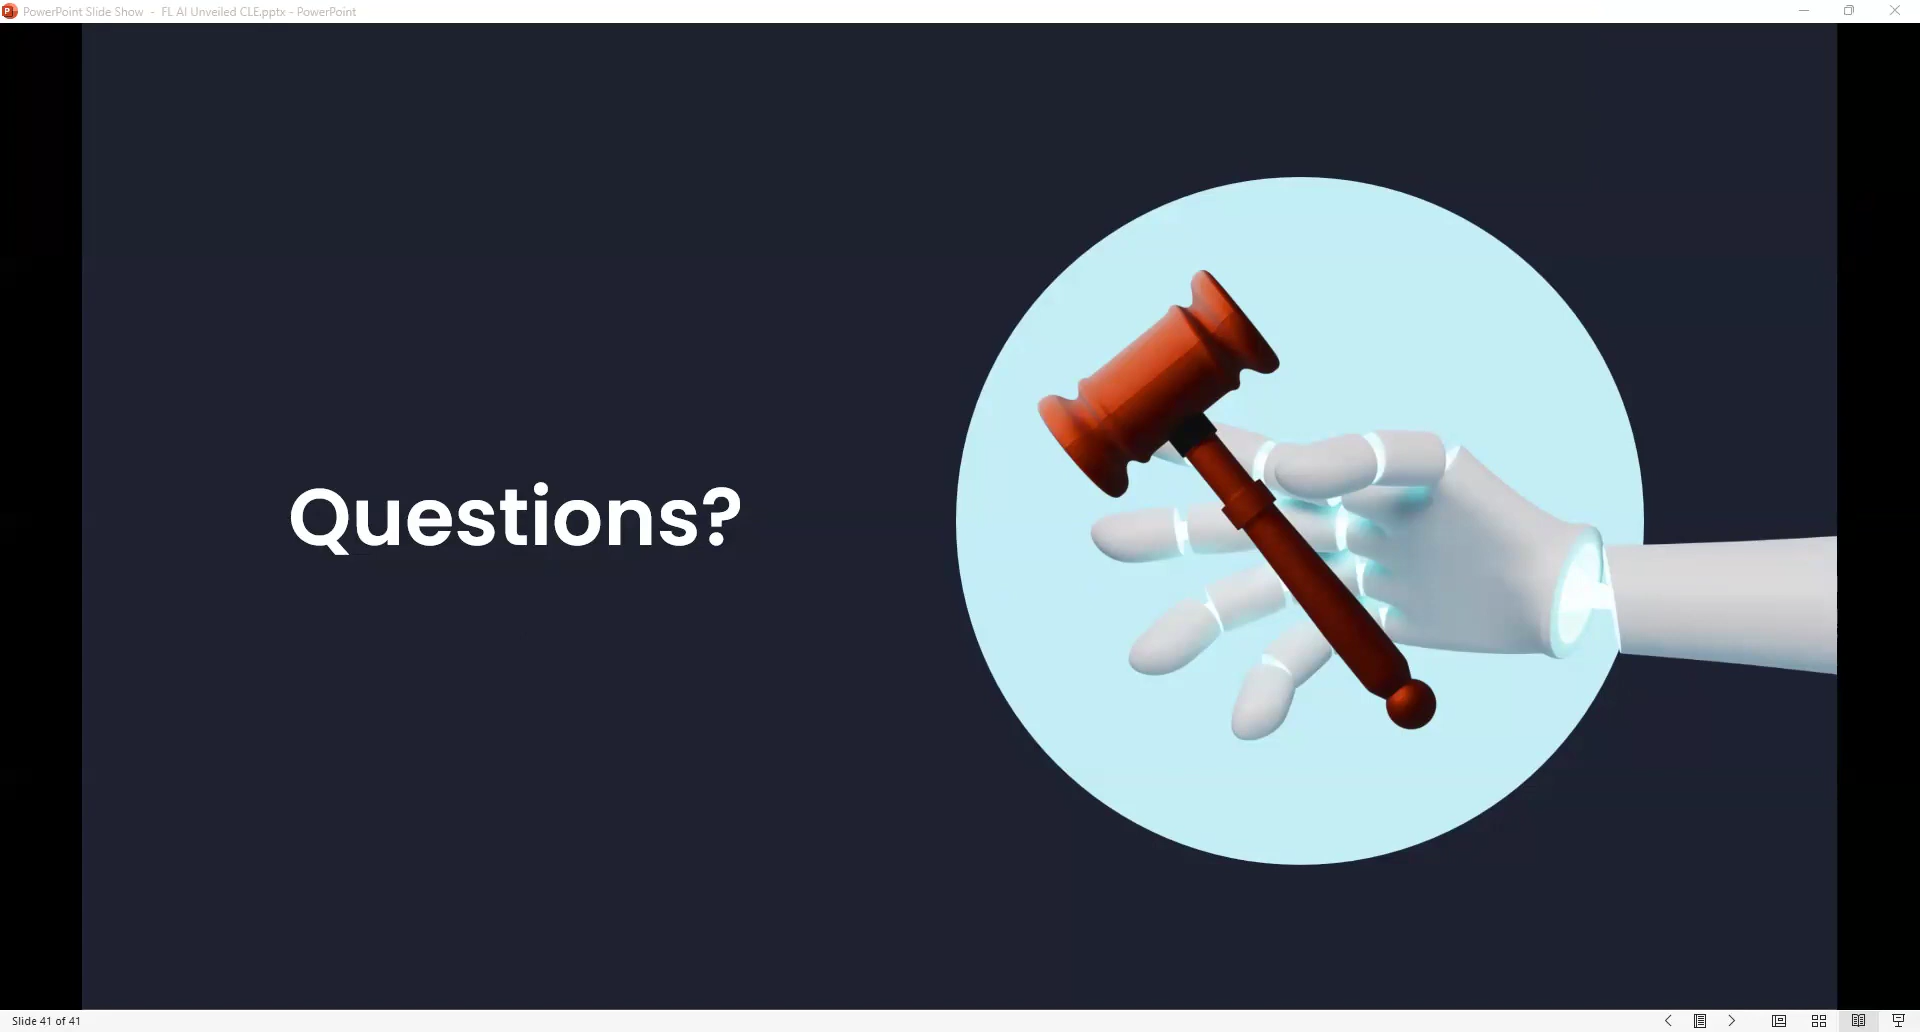 PowerPoint Slide Show - FL AI Unveiled CLE.pptx - PowerPoint
Questions?
Slide 41 of 41